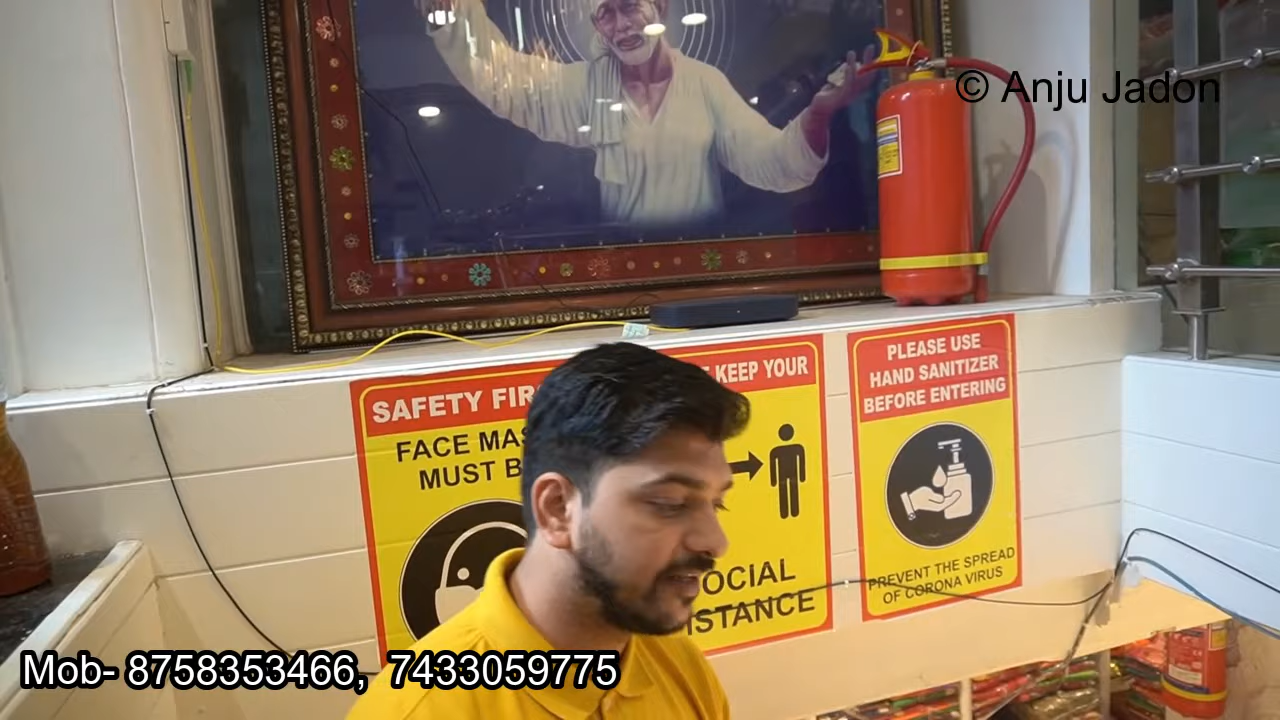 © Anju Jadon
SAFETY FIR
FACE MAS
MUST B
KEEP YOUR
OCIAL
ISTANCE
PLEASE USE
HAND SANITIZER
BEFORE ENTERING
PREVENT THE SPREAD
OF CORONA VIRUS
Mob- 8758353466, 7433059775